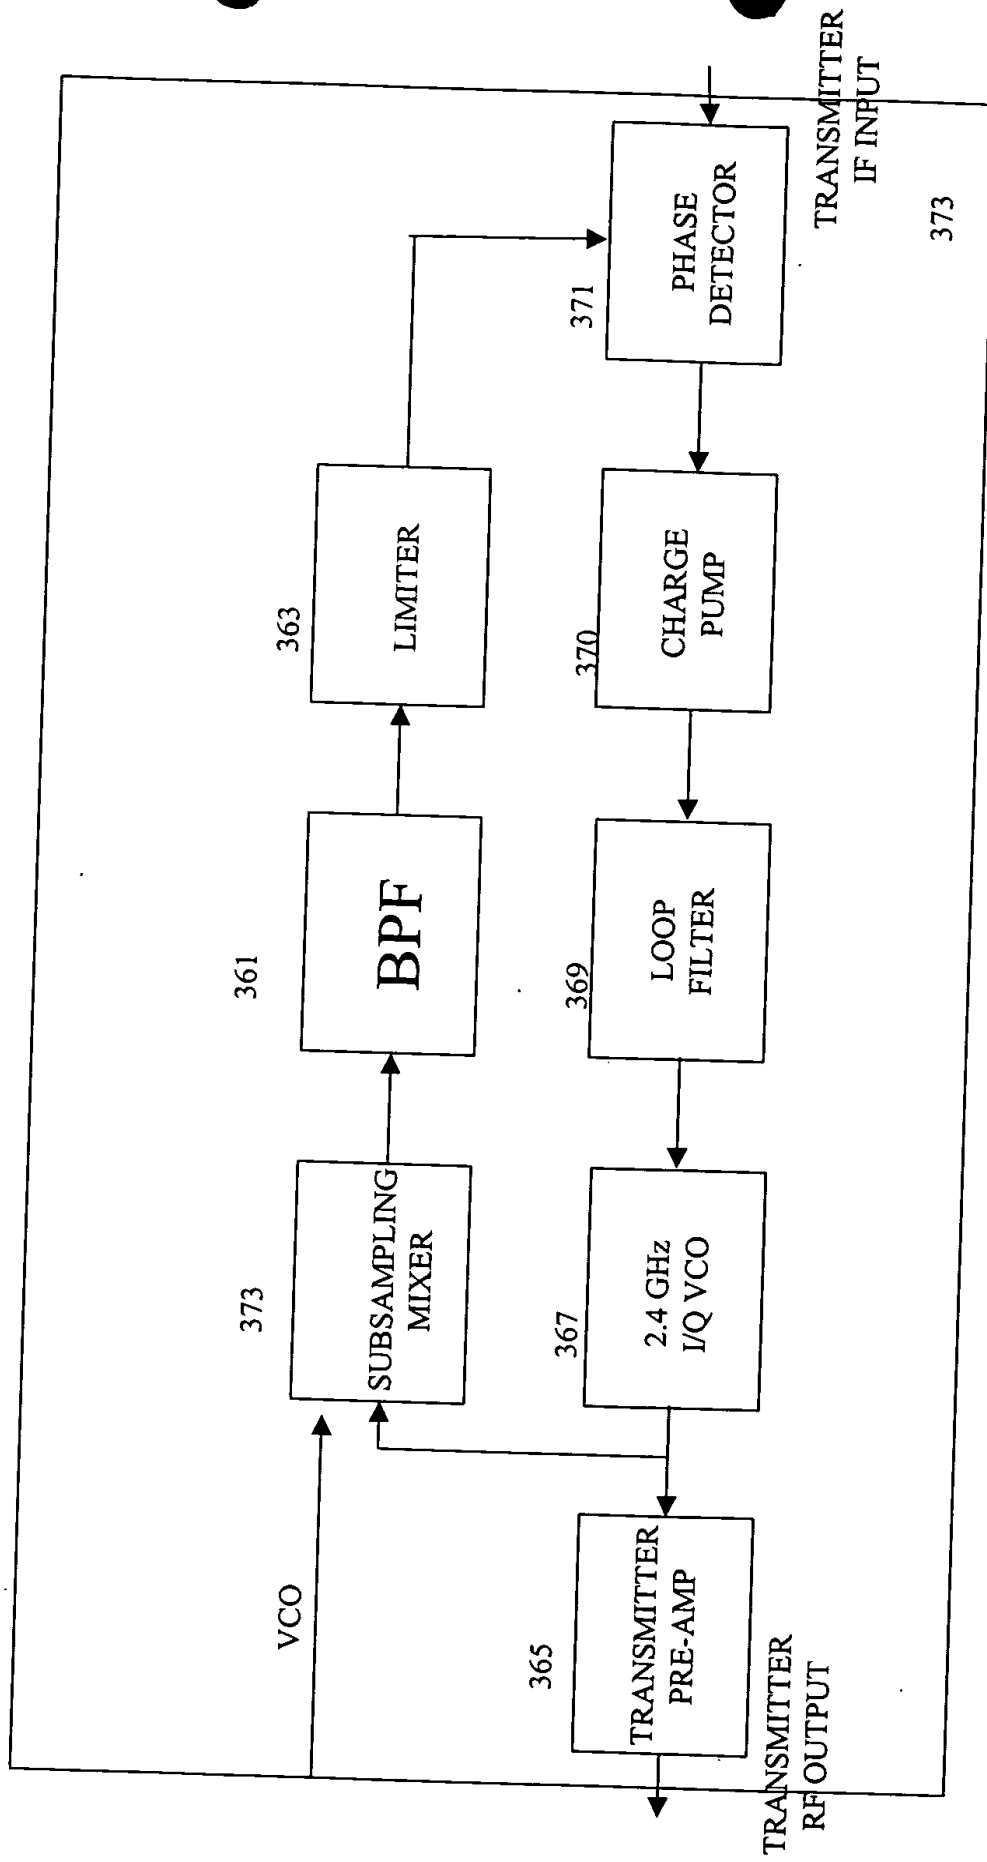 VCO
373
SUBSAMPLING
MIXER
361
BPF
363
LIMITER
365
TRANSMITTER
PRE-AMP
367
2.4 GHz
I/Q VCO
369
LOOP
FILTER
370
CHARGE
PUMP
371
PHASE
DETECTOR
TRANSMITTER
RF OUTPUT
TRANSMITTER
IF INPUT
373